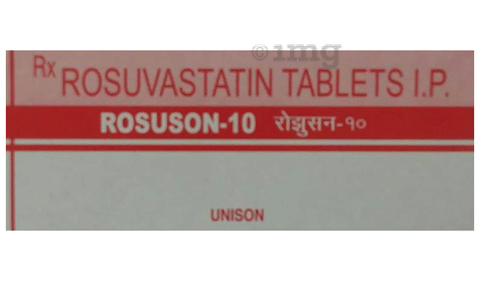 ©1mg
Rx ROSUVASTATIN TABLETS I.P.
ROSUSON-10 रोझुसन-१०
UNISON